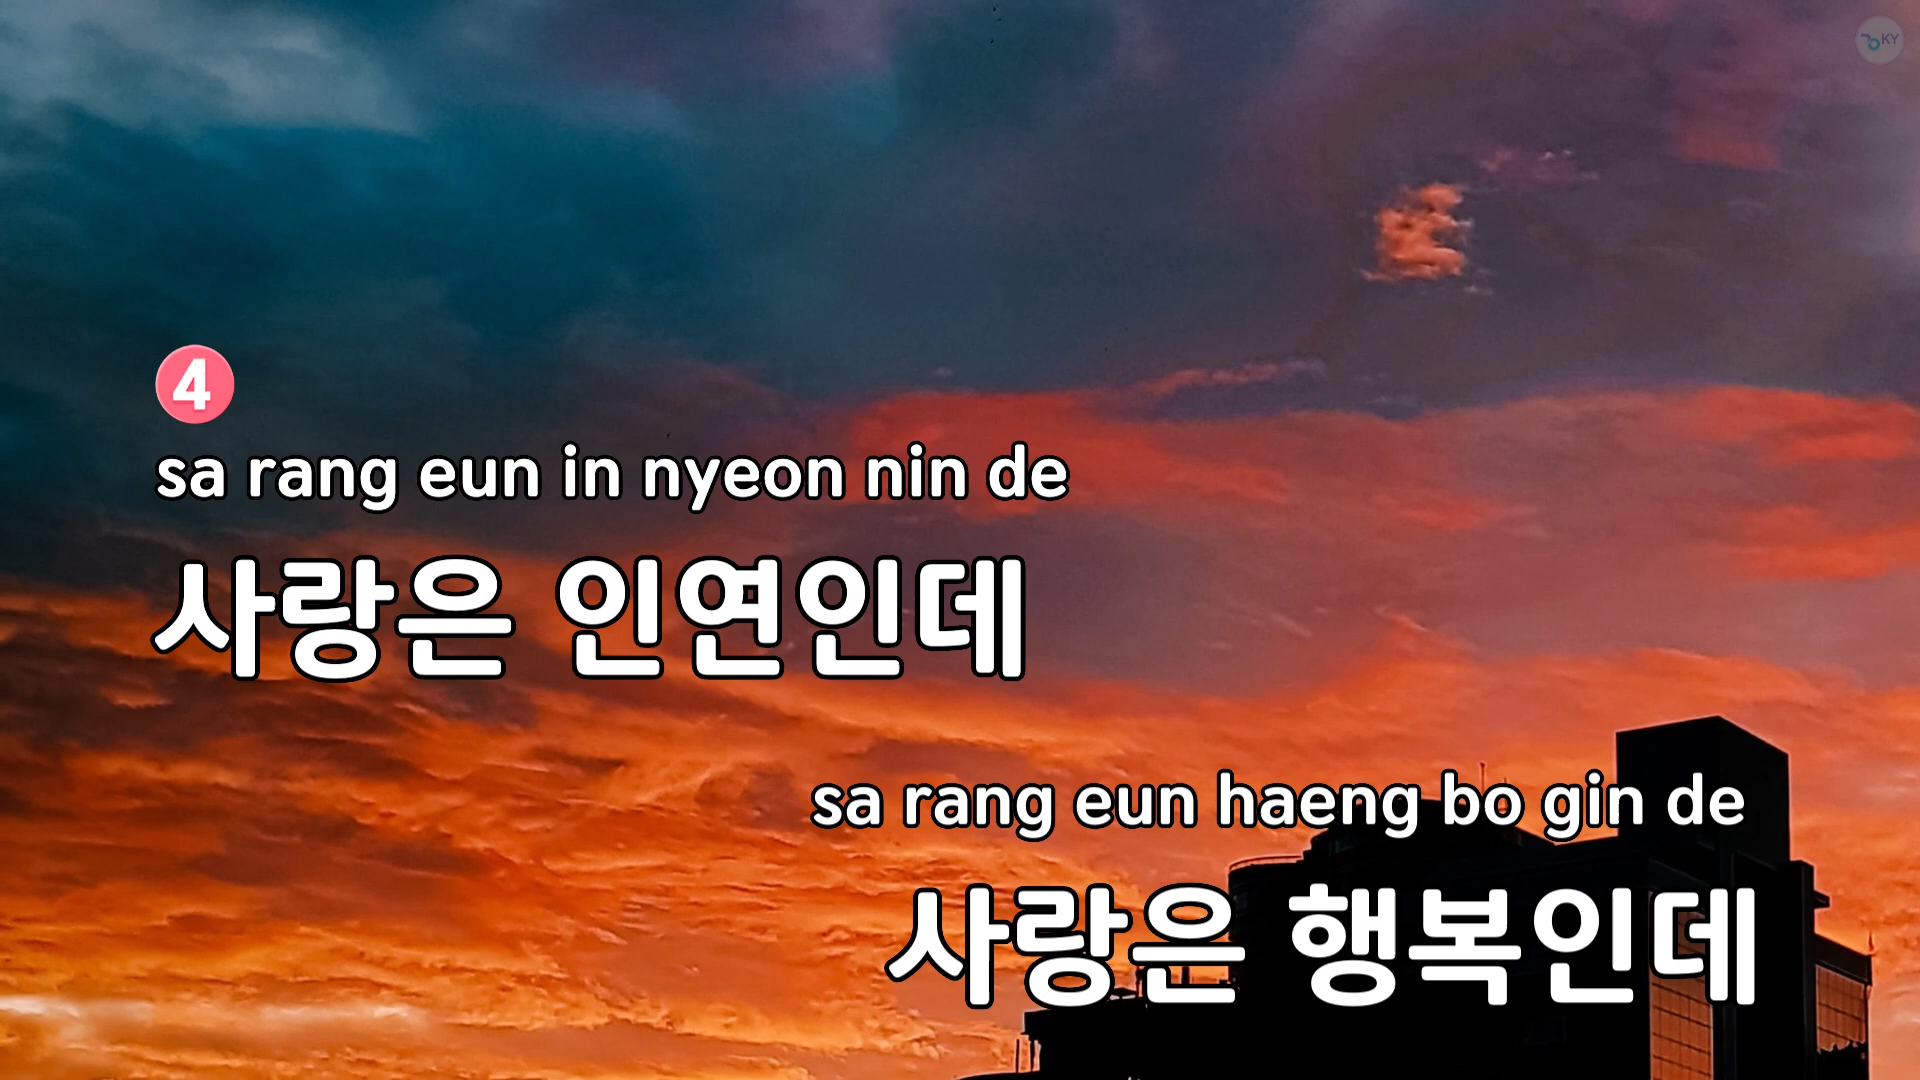 KY
4
sa rang eun in nyeon nin de
사랑은 인연인데
sa rang eun haeng bo gin de
사랑은 행복인데